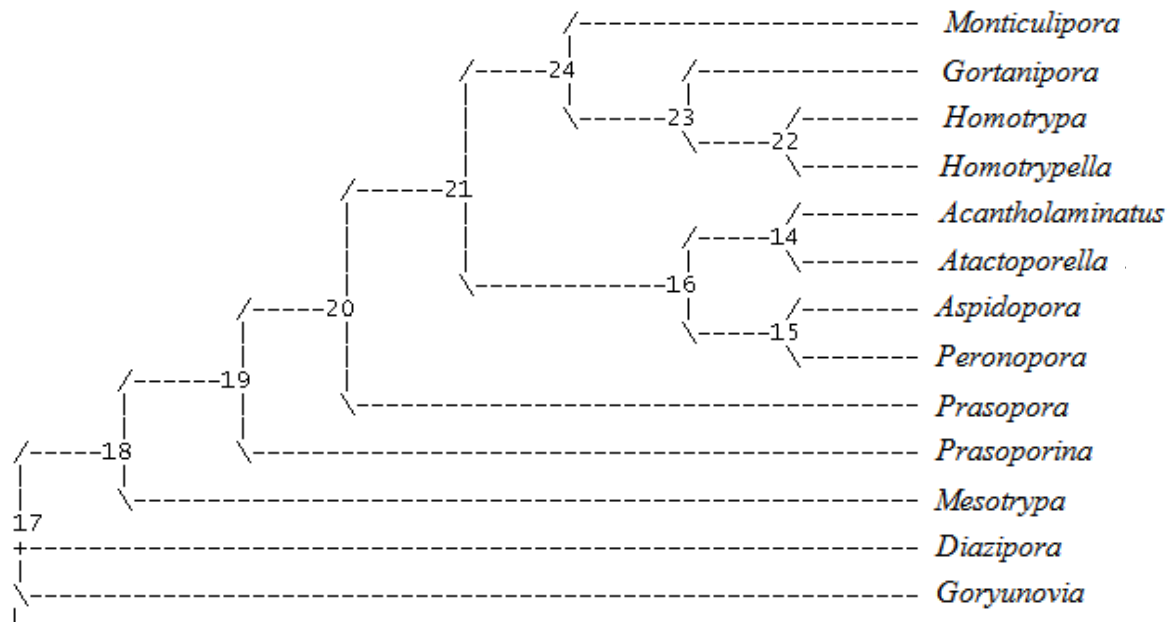 Monticulipora
24
Gortanipora
Homotrypa
23
22
Homotrypella
21
Acantholaminatus
14
Atactoporella
16
Aspidopora
20
15
Peronopora
19
Prasopora
18
Prasoporina
Mesotrypa
17
Diazipora
Goryunovia